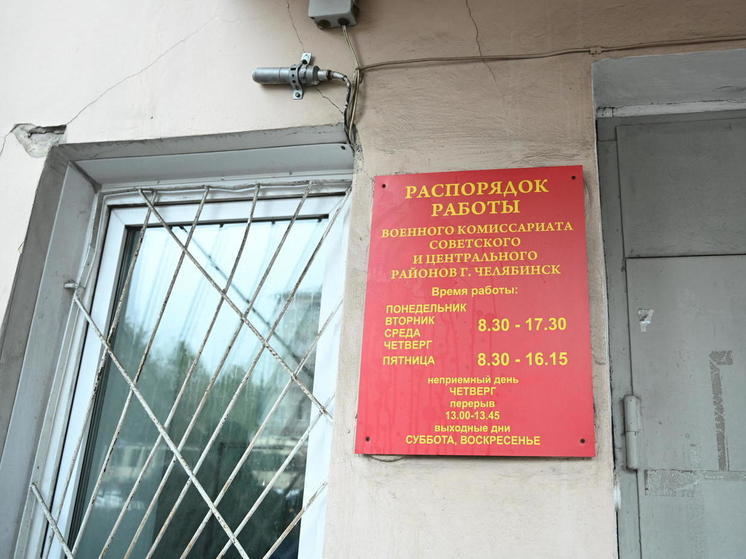 РАСПОРЯДОК
РАБОТЫ
ВОЕННОГО КОМИССАРИАТА
СОВЕТСКОГО
И ЦЕНТРАЛЬНОГО
РАЙОНОВ Г. ЧЕЛЯБИНСК
Время работы:
ПОНЕДЕЛЬНИК
ВТОРНИК
СРЕДА
ЧЕТВЕРГ
8.30 - 17.30
ПЯТНИЦА 8.30 - 16.15
неприемный день
ЧЕТВЕРГ
перерыв
13.00-13.45
выходные дни
СУББОТА, ВОСКРЕСЕНЬЕ